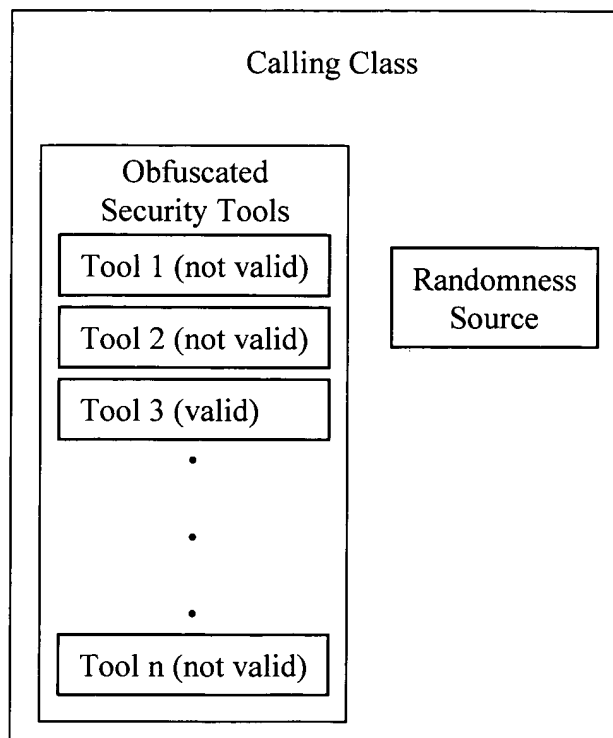 Calling Class
Obfuscated
Security Tools
Tool 1 (not valid)
Tool 2 (not valid)
Tool 3 (valid)
Tool n (not valid)
Randomness
Source